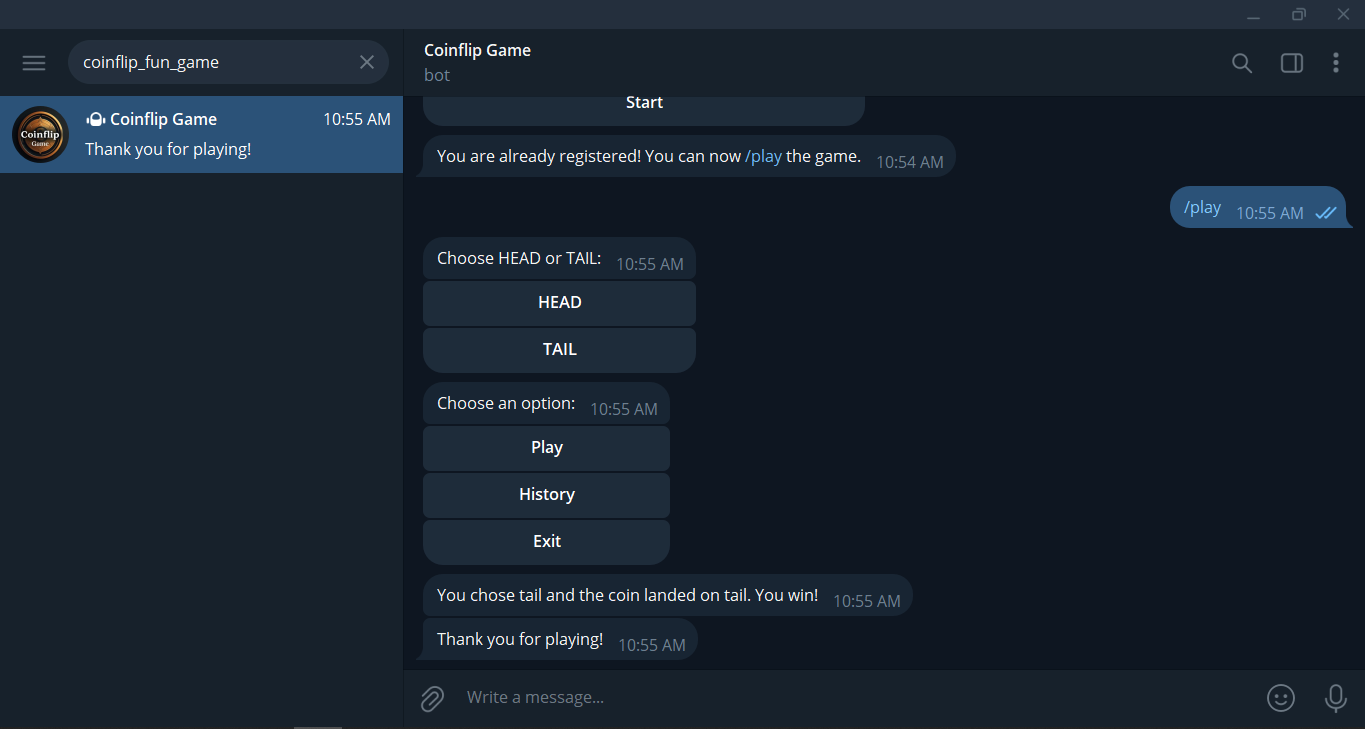 coinflip_fun_game
Coinflip Game
10:55 AM
Thank you for playing!
Coinflip
Game
Coinflip Game
bot
Start
You are already registered! You can now /play the game. 10:54 AM
/play 10:55 AM
Choose HEAD or TAIL: 10:55 AM
HEAD
TAIL
Choose an option: 10:55 AM
Play
History
Exit
You chose tail and the coin landed on tail. You win! 10:55 AM
Thank you for playing! 10:55 AM
Write a message...